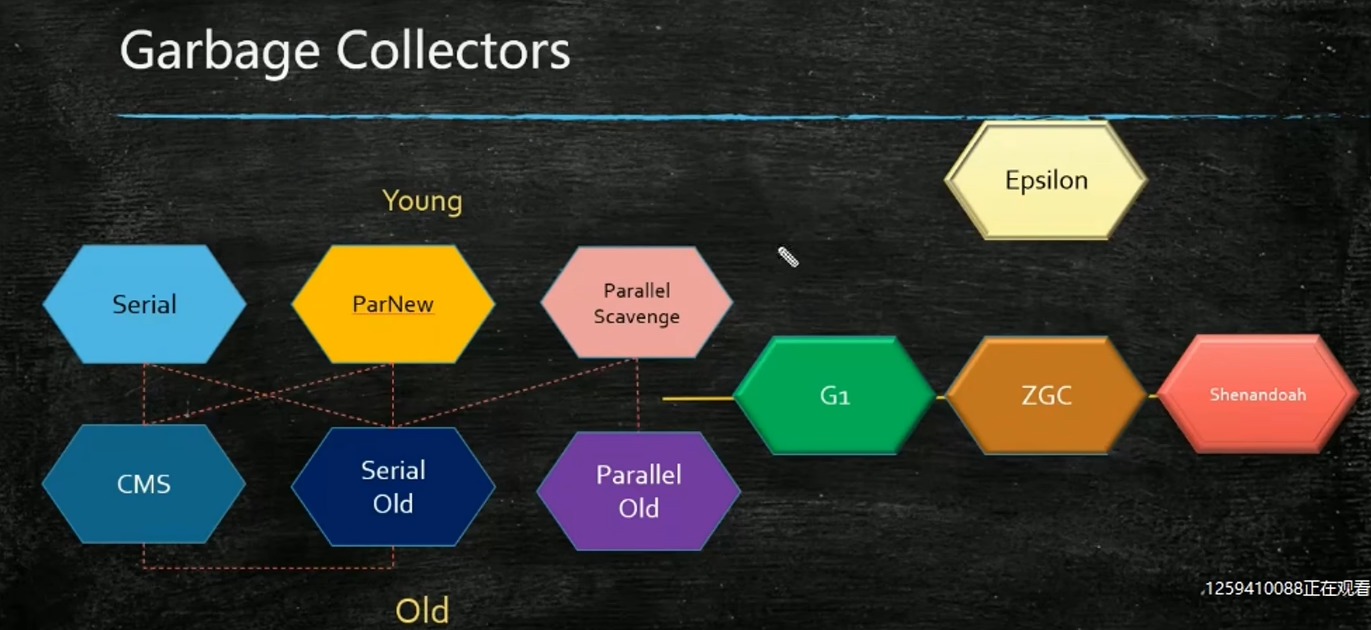 Garbage Collectors
Epsilon
Young
Serial
ParNew
Parallel
Scavenge
G1
ZGC
Shenandoah
CMS
Serial
Old
Parallel
Old
Old
1259410088正在观看